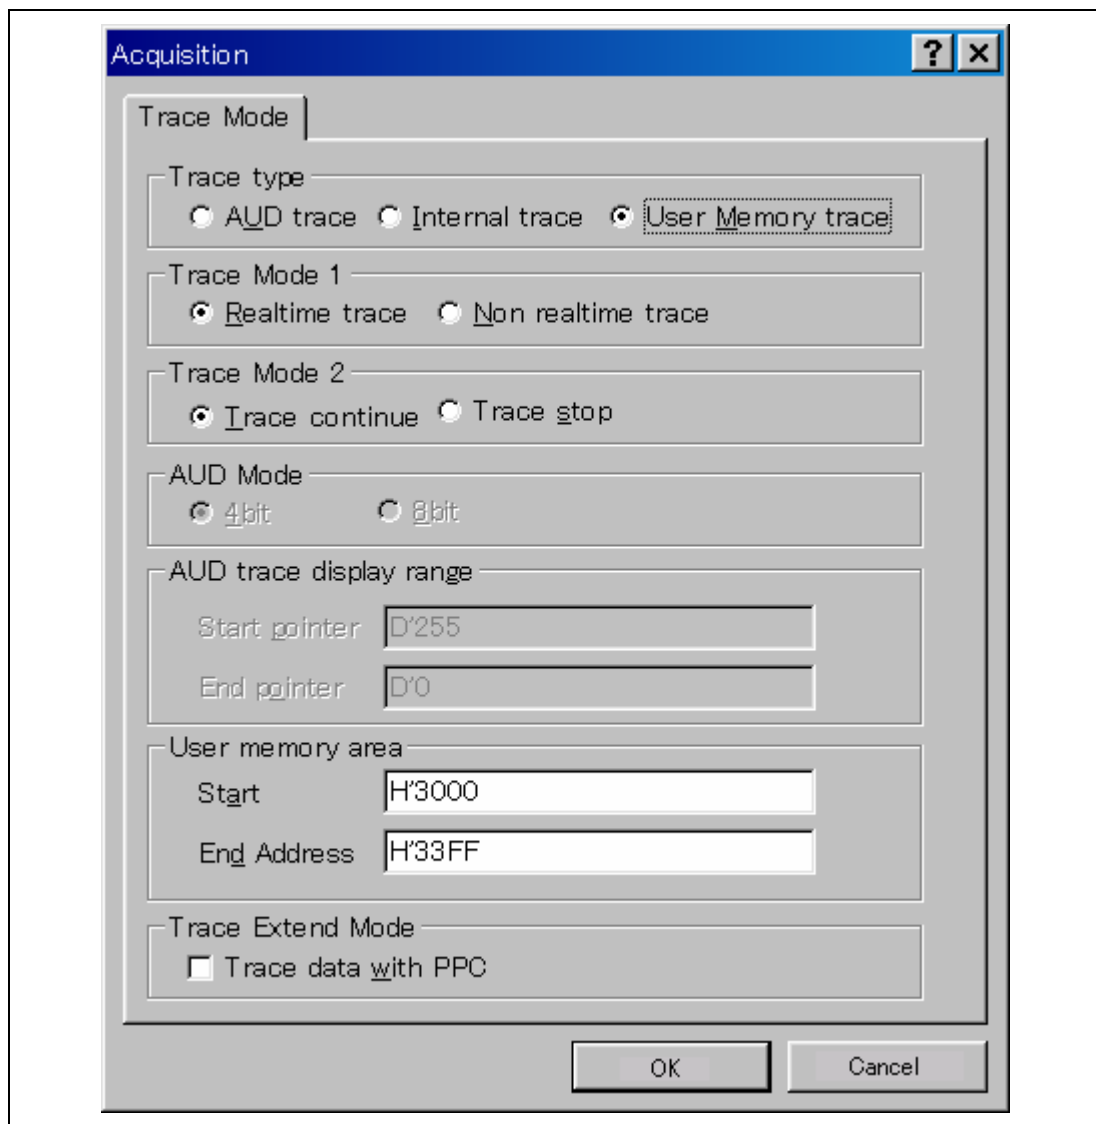 Acquisition
Trace Mode
Trace type
AUD trace Internal trace User Memory trace
Trace Mode 1
Realtime trace Non realtime trace
Trace Mode 2
Trace continue Trace stop
AUD Mode
4bit 8bit
AUD trace display range
Start pointer D'255
End pointer D'0
User memory area
Start H'3000
End Address H'33FF
Trace Extend Mode
Trace data with PPC
OK Cancel